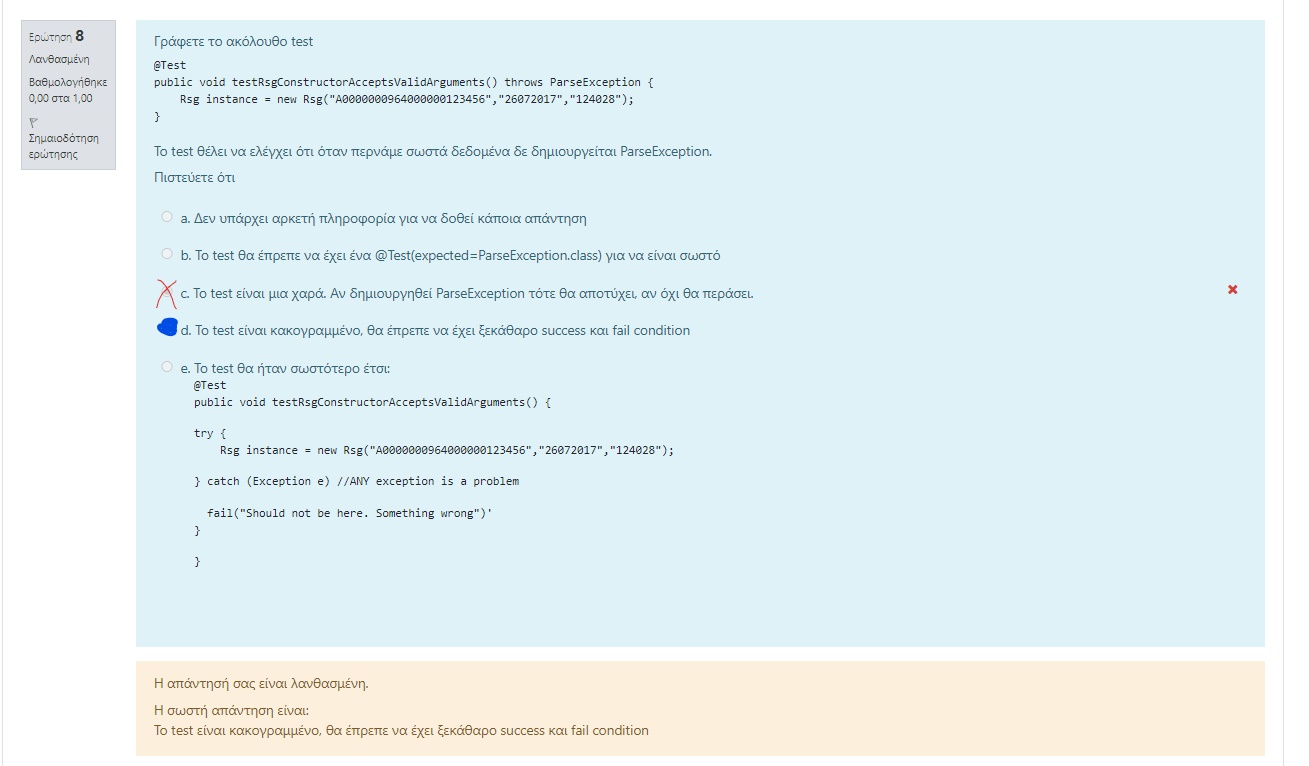 Ερώτηση 8
Λανθασμένη
Βαθμολογήθηκε
0,00 στα 1,00
Σημαιοδότηση
ερώτησης
Γράφετε το ακόλουθο test
@Test
public void testRsgConstructorAcceptsValidArguments() throws ParseException {
Rsg instance = new Rsg("A0000000964000000123456","26072017","124028");
}
Το test θέλει να ελέγχει ότι όταν περνάμε σωστά δεδομένα δε δημιουργείται ParseException.
Πιστεύετε ότι
a. Δεν υπάρχει αρκετή πληροφορία για να δοθεί κάποια απάντηση
b. Το test θα έπρεπε να έχει ένα @Test(expected=ParseException.class) για να είναι σωστό
c. Το test είναι μια χαρά. Αν δημιουργηθεί ParseException τότε θα αποτύχει, αν όχι θα περάσει.
d. Το test είναι κακογραμμένο, θα έπρεπε να έχει ξεκάθαρο success και fail condition
e. Το test θα ήταν σωστότερο έτσι:
@Test
public void testRsgConstructorAcceptsValidArguments() {
try {
Rsg instance = new Rsg("A0000000964000000123456","26072017","124028");
} catch (Exception e) //ANY exception is a problem
fail("Should not be here. Something wrong")'
}
}
Η απάντησή σας είναι λανθασμένη.
Η σωστή απάντηση είναι:
Το test είναι κακογραμμένο, θα έπρεπε να έχει ξεκάθαρο success και fail condition